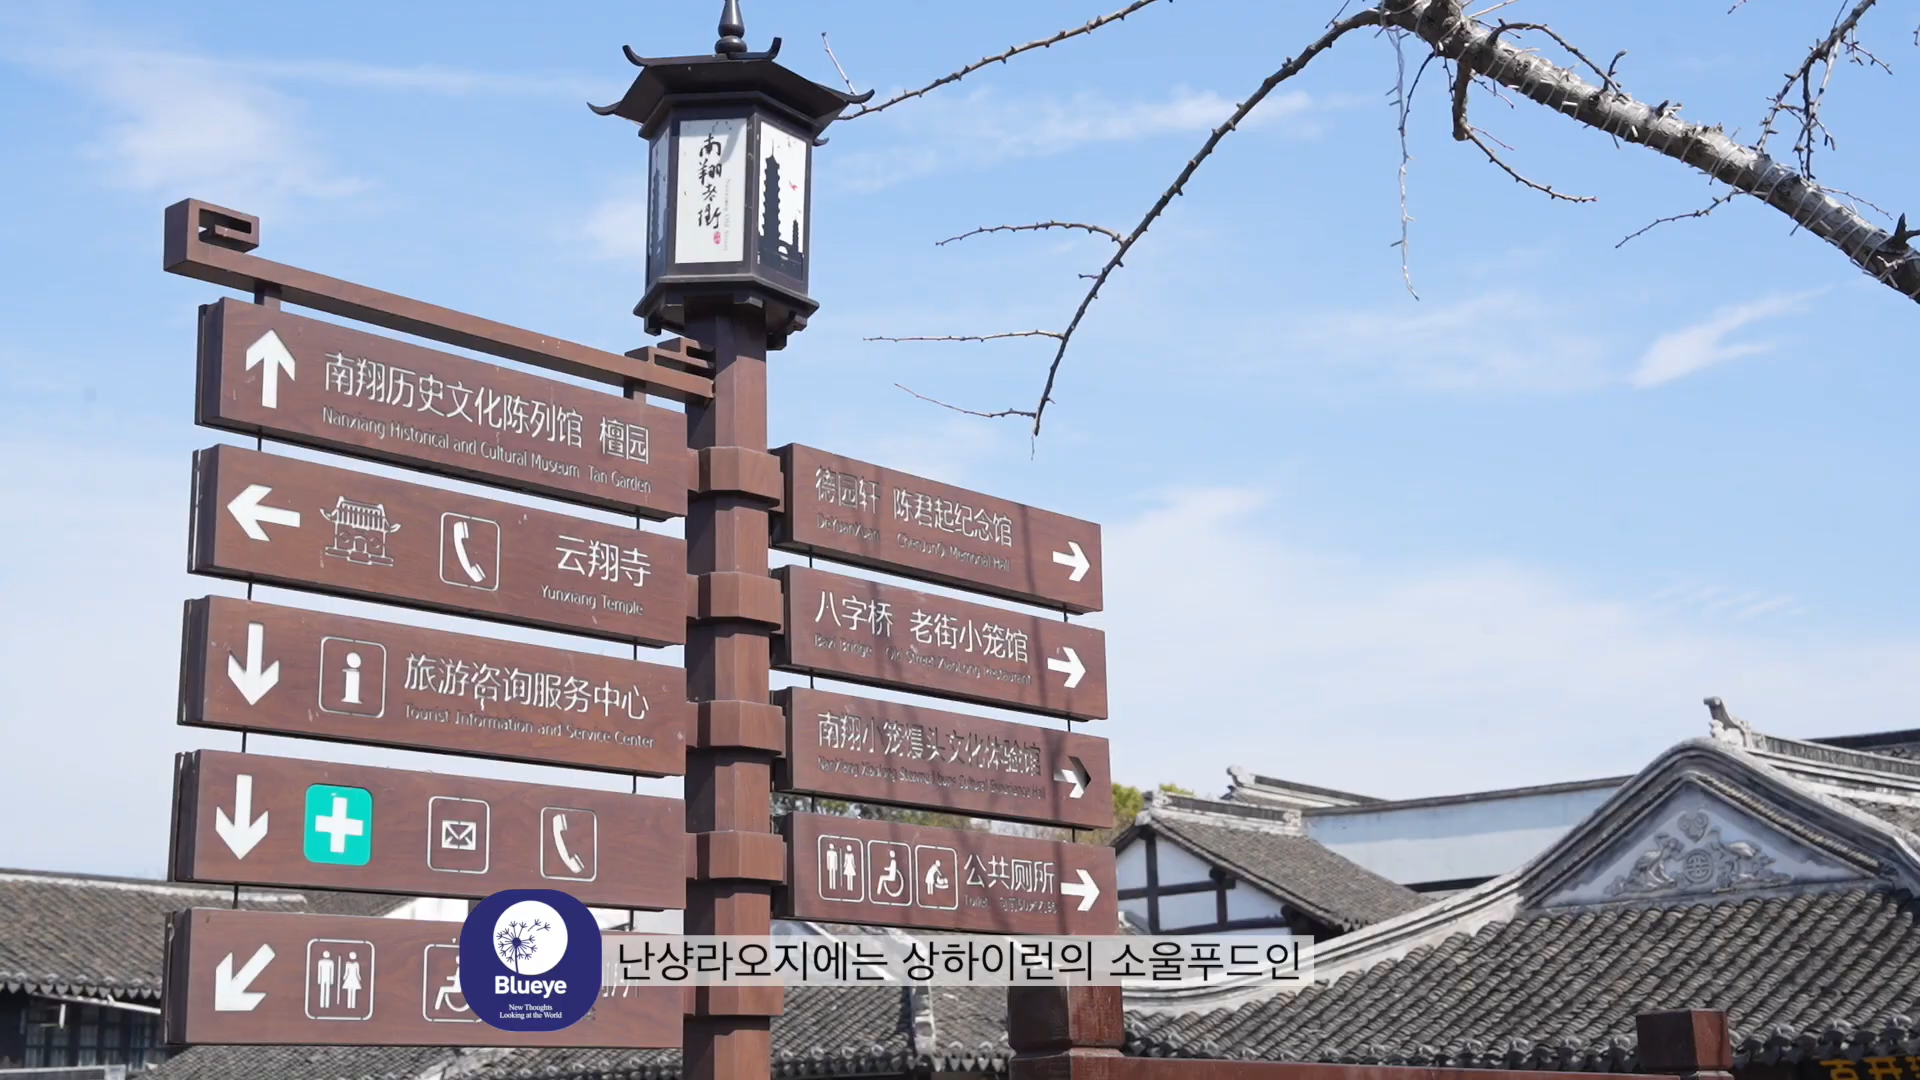 南翔老街
南翔历史文化陈列馆 檀园
Nanxiang Historical and Cultural Museum Tan Garden
云翔寺
Yunxiang Temple
旅游咨询服务中心
Tourist Information and Service Center
德园轩 陈君起纪念馆
DeYuanXuan ChenJunQi Memorial Hall
八字桥 老街小笼馆
Bazi Bridge Old Street XiaoLong Restaurant
南翔小笼馒头文化体验馆
公共厕所
Toilet
Blueye
New Thoughts
Looking at the World
난샹라오지에는 상하이런의 소울푸드인